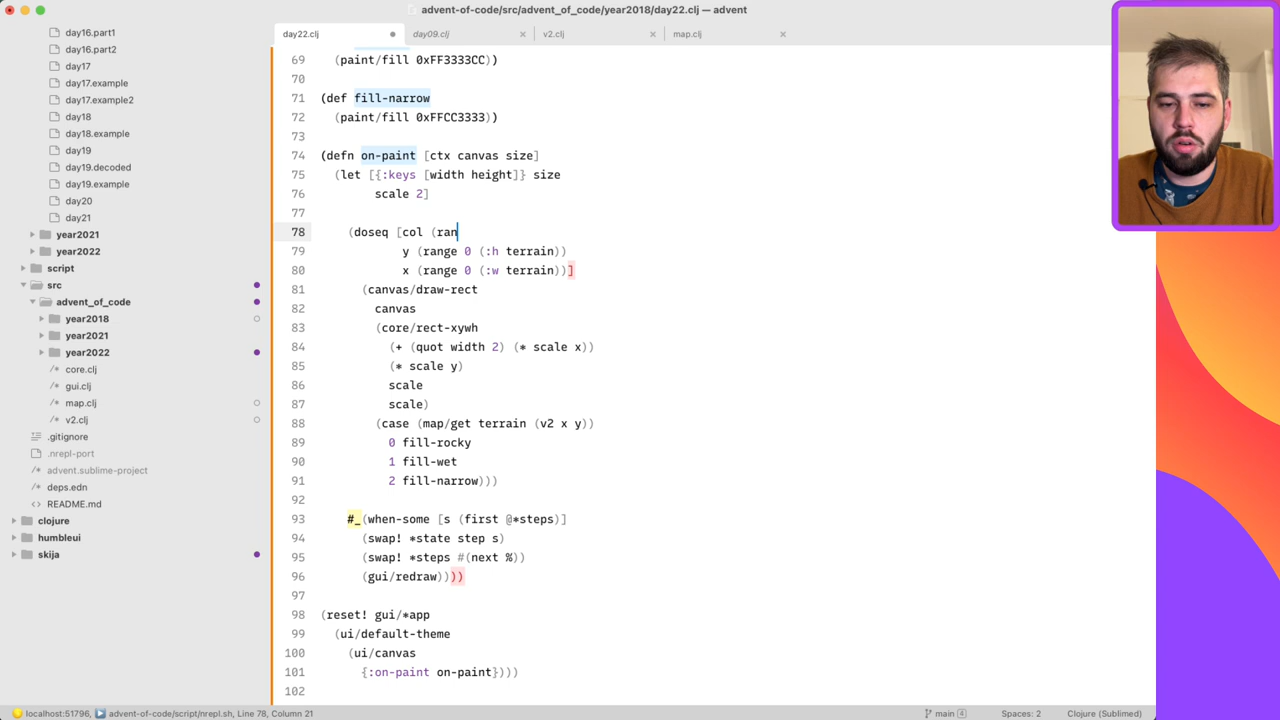 advent-of-code/src/advent_of_code/year2018/day22.clj — advent
day22.clj
day09.clj
v2.clj
map.clj
day16.part1
day16.part2
day17
day17.example
day17.example2
day18
day18.example
day19
day19.decoded
day19.example
day20
day21
year2021
year2022
script
src
advent_of_code
year2018
year2021
year2022
core.clj
gui.clj
map.clj
v2.clj
.gitignore
.nrepl-port
advent.sublime-project
deps.edn
README.md
clojure
humbleui
skija
69 (paint/fill 0xFF3333CC))
70
71 (def fill-narrow
72 (paint/fill 0xFFCC3333))
73
74 (defn on-paint [ctx canvas size]
75 (let [{:keys [width height]} size
76 scale 2]
77
78 (doseq [col (ran
79 y (range 0 (:h terrain))
80 x (range 0 (:w terrain))]
81 (canvas/draw-rect
82 canvas
83 (core/rect-xywh
84 (+ (quot width 2) (* scale x))
85 (* scale y)
86 scale
87 scale)
88 (case (map/get terrain (v2 x y))
89 0 fill-rocky
90 1 fill-wet
91 2 fill-narrow)))
92
93 #_(when-some [s (first @*steps)]
94 (swap! *state step s)
95 (swap! *steps #(next %))
96 (gui/redraw))))
97
98 (reset! gui/*app
99 (ui/default-theme
100 (ui/canvas
101 {:on-paint on-paint})))
102
localhost:51796, advent-of-code/script/nrepl.sh, Line 78, Column 21
main 4
Spaces: 2
Clojure (Sublimed)